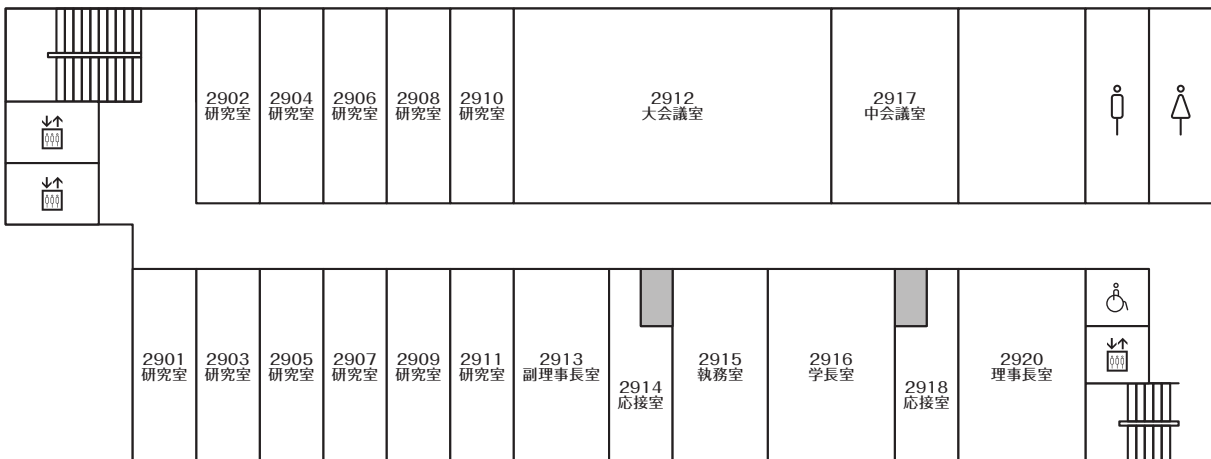 2902
研究室
2904
研究室
2906
研究室
2908
研究室
2910
研究室
2912
大会議室
2917
中会議室
2901
研究室
2903
研究室
2905
研究室
2907
研究室
2909
研究室
2911
研究室
2913
副理事長室
2914
応接室
2915
執務室
2916
学長室
2918
応接室
2920
理事長室